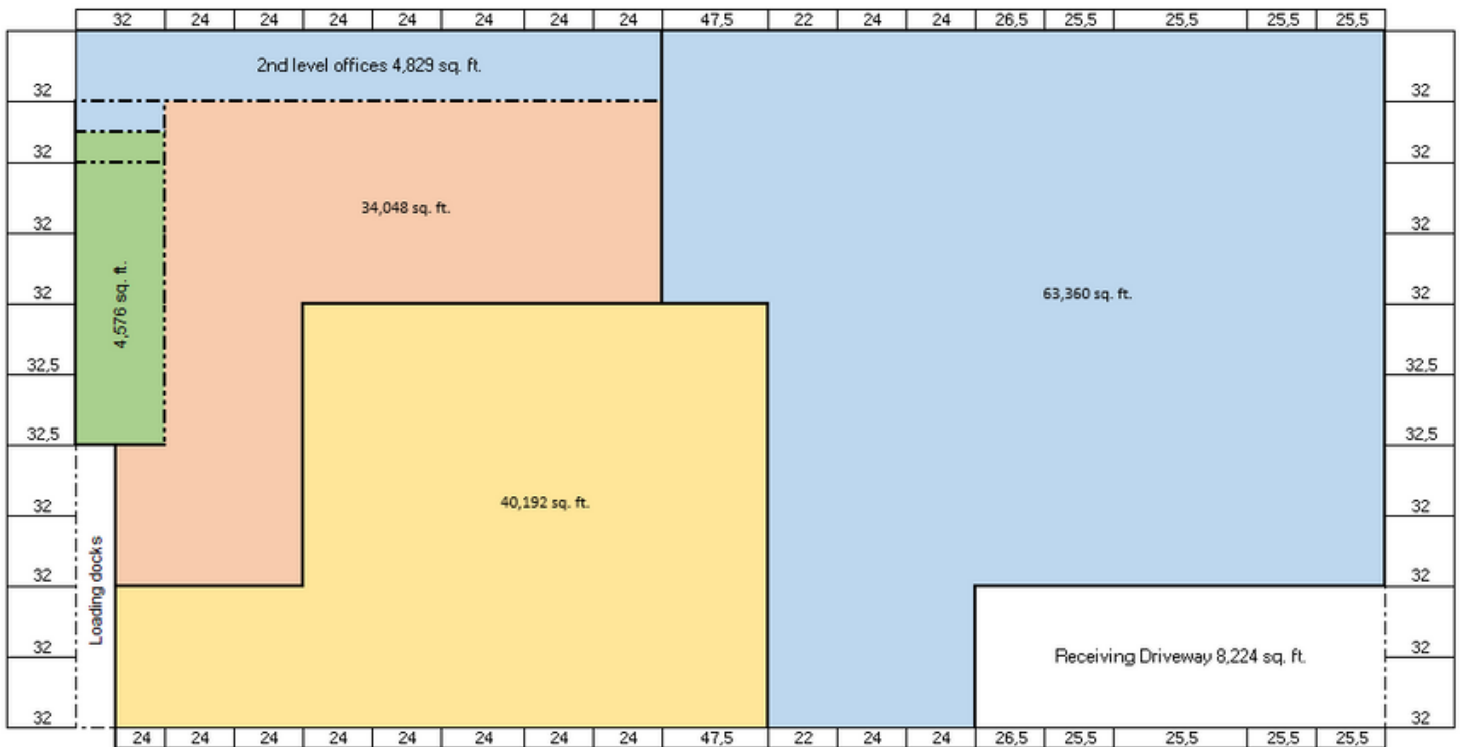 32 24 24 24 24 24 24 24 47,5 22 24 24 26,5 25,5 25,5 25,5 25,5
2nd level offices 4,829 sq. ft.
32 32
32 32
34,048 sq. ft.
32 32
4,576 sq. ft.
63,360 sq. ft.
32 32
32,5 32,5
32,5 32,5
40,192 sq. ft.
32 32
Loading docks
32 32
Receiving Driveway 8,224 sq. ft.
32 32
32 32
24 24 24 24 24 24 24 24 47,5 22 24 24 26,5 25,5 25,5 25,5 25,5